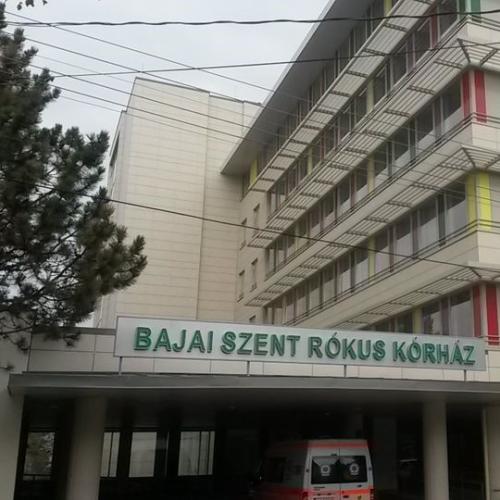 BAJAI SZENT RÓKUS KÓRHÁZ